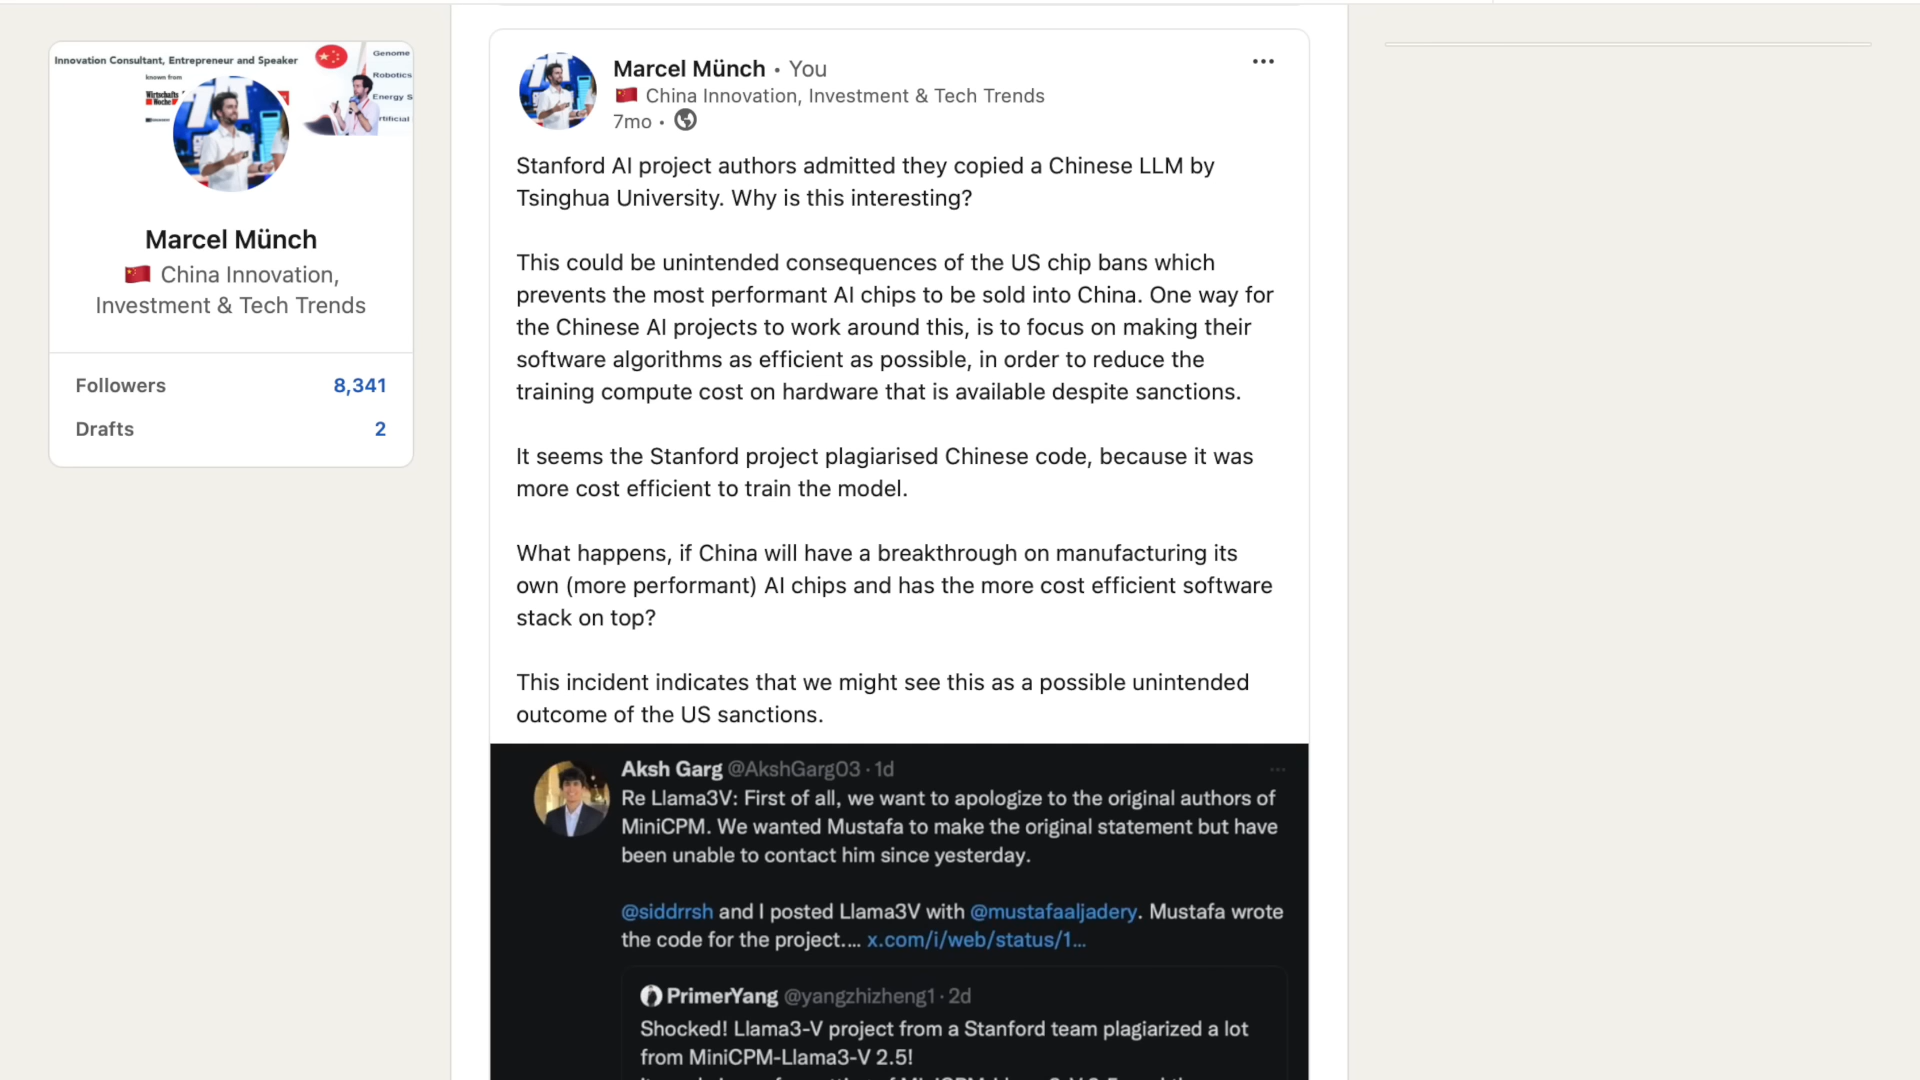 Innovation Consultant, Entrepreneur and Speaker
known from
Wirtschafts
Woche
Genome
Robotics
Energy S
rtificial
Marcel Münch
China Innovation,
Investment & Tech Trends
Followers 8,341
Drafts 2
Marcel Münch • You
China Innovation, Investment & Tech Trends
7mo •
Stanford AI project authors admitted they copied a Chinese LLM by
Tsinghua University. Why is this interesting?
This could be unintended consequences of the US chip bans which
prevents the most performant AI chips to be sold into China. One way for
the Chinese AI projects to work around this, is to focus on making their
software algorithms as efficient as possible, in order to reduce the
training compute cost on hardware that is available despite sanctions.
It seems the Stanford project plagiarised Chinese code, because it was
more cost efficient to train the model.
What happens, if China will have a breakthrough on manufacturing its
own (more performant) AI chips and has the more cost efficient software
stack on top?
This incident indicates that we might see this as a possible unintended
outcome of the US sanctions.
Aksh Garg @AkshGarg03 · 1d
Re Llama3V: First of all, we want to apologize to the original authors of
MiniCPM. We wanted Mustafa to make the original statement but have
been unable to contact him since yesterday.
@siddrrsh and I posted Llama3V with @mustafaaljadery. Mustafa wrote
the code for the project.... x.com/i/web/status/1...
PrimerYang @yangzhizheng1 · 2d
Shocked! Llama3-V project from a Stanford team plagiarized a lot
from MiniCPM-Llama3-V 2.5!